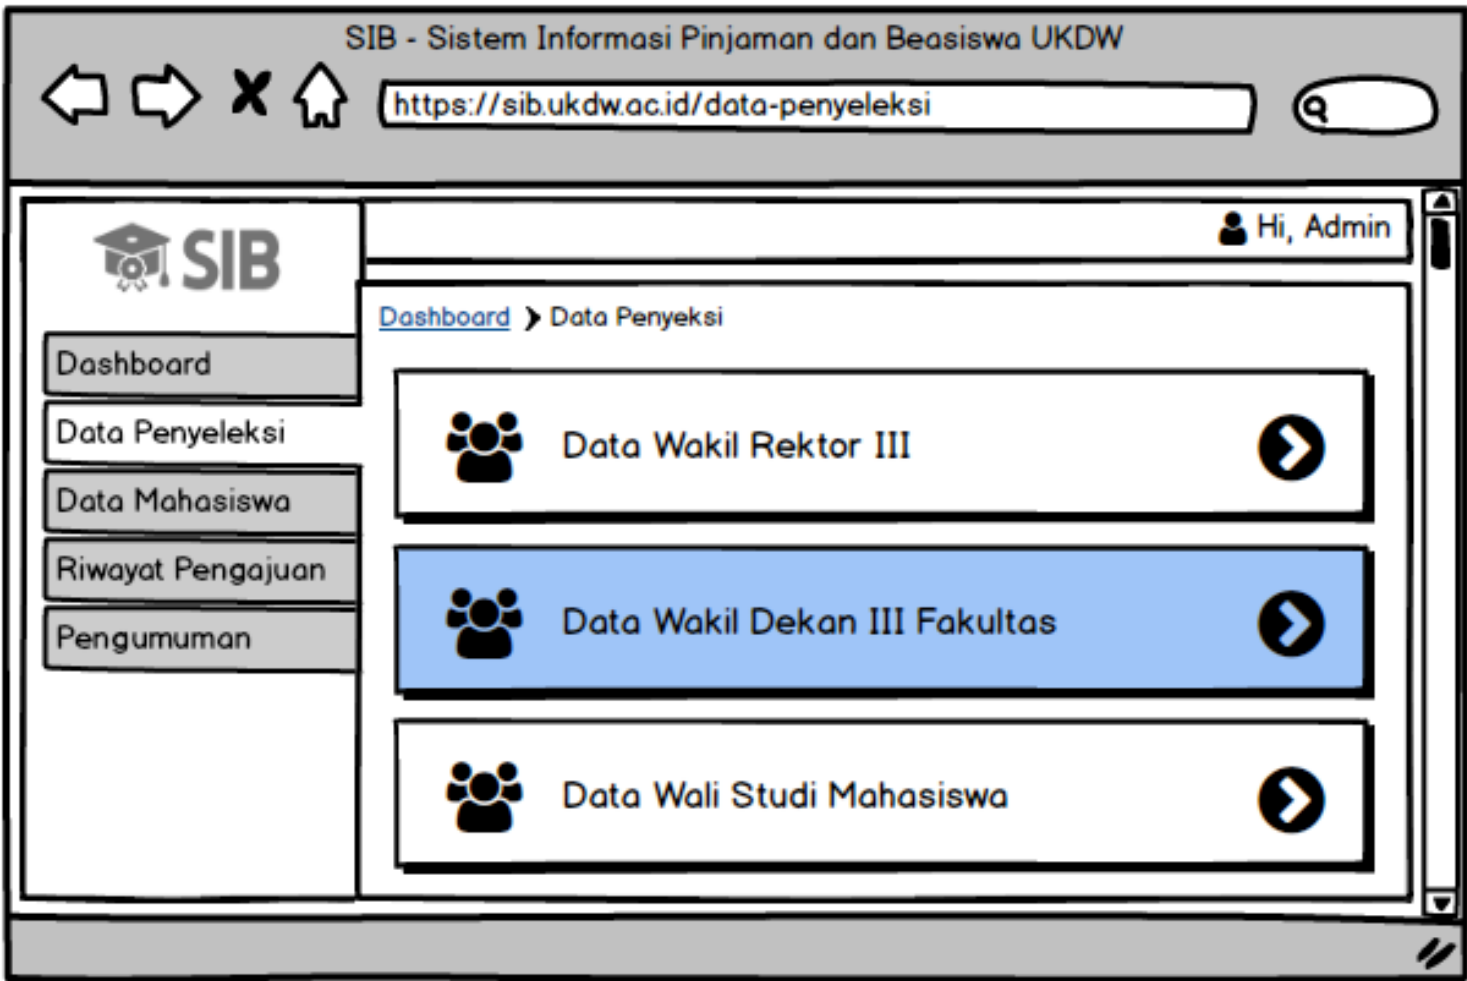 SIB - Sistem Informasi Pinjaman dan Beasiswa UKDW
https://sib.ukdw.ac.id/data-penyeleksi
SIB
Hi, Admin
Dashboard
Data Penyeleksi
Data Mahasiswa
Riwayat Pengajuan
Pengumuman
Dashboard > Data Penyeksi
Data Wakil Rektor III
Data Wakil Dekan III Fakultas
Data Wali Studi Mahasiswa